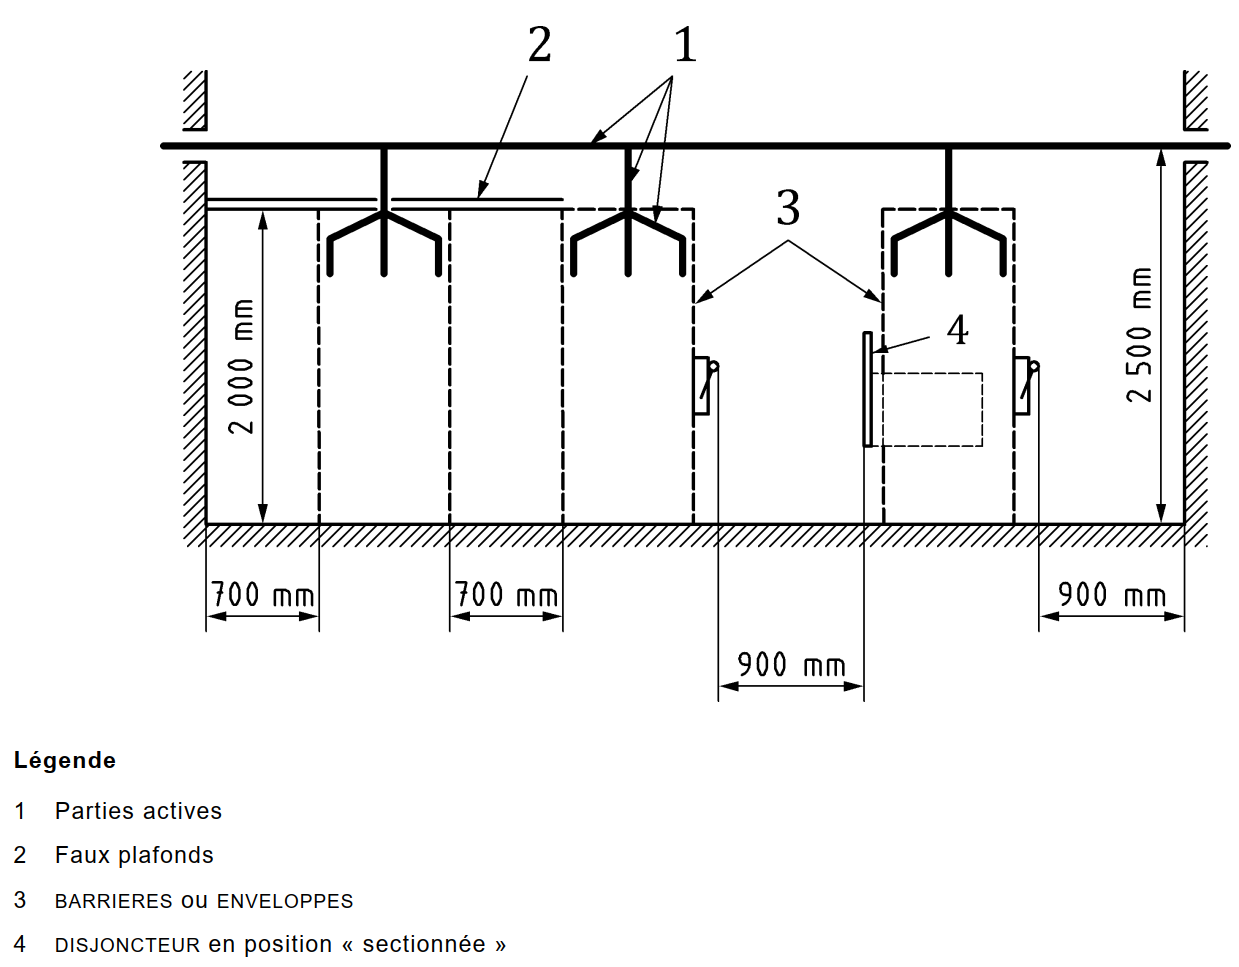 2
1
3
4
2 000 mm
2 500 mm
700 mm
700 mm
900 mm
900 mm
Légende
1 Parties actives
2 Faux plafonds
3 BARRIERES ou ENVELOPPES
4 DISJONCTEUR en position « sectionnée »